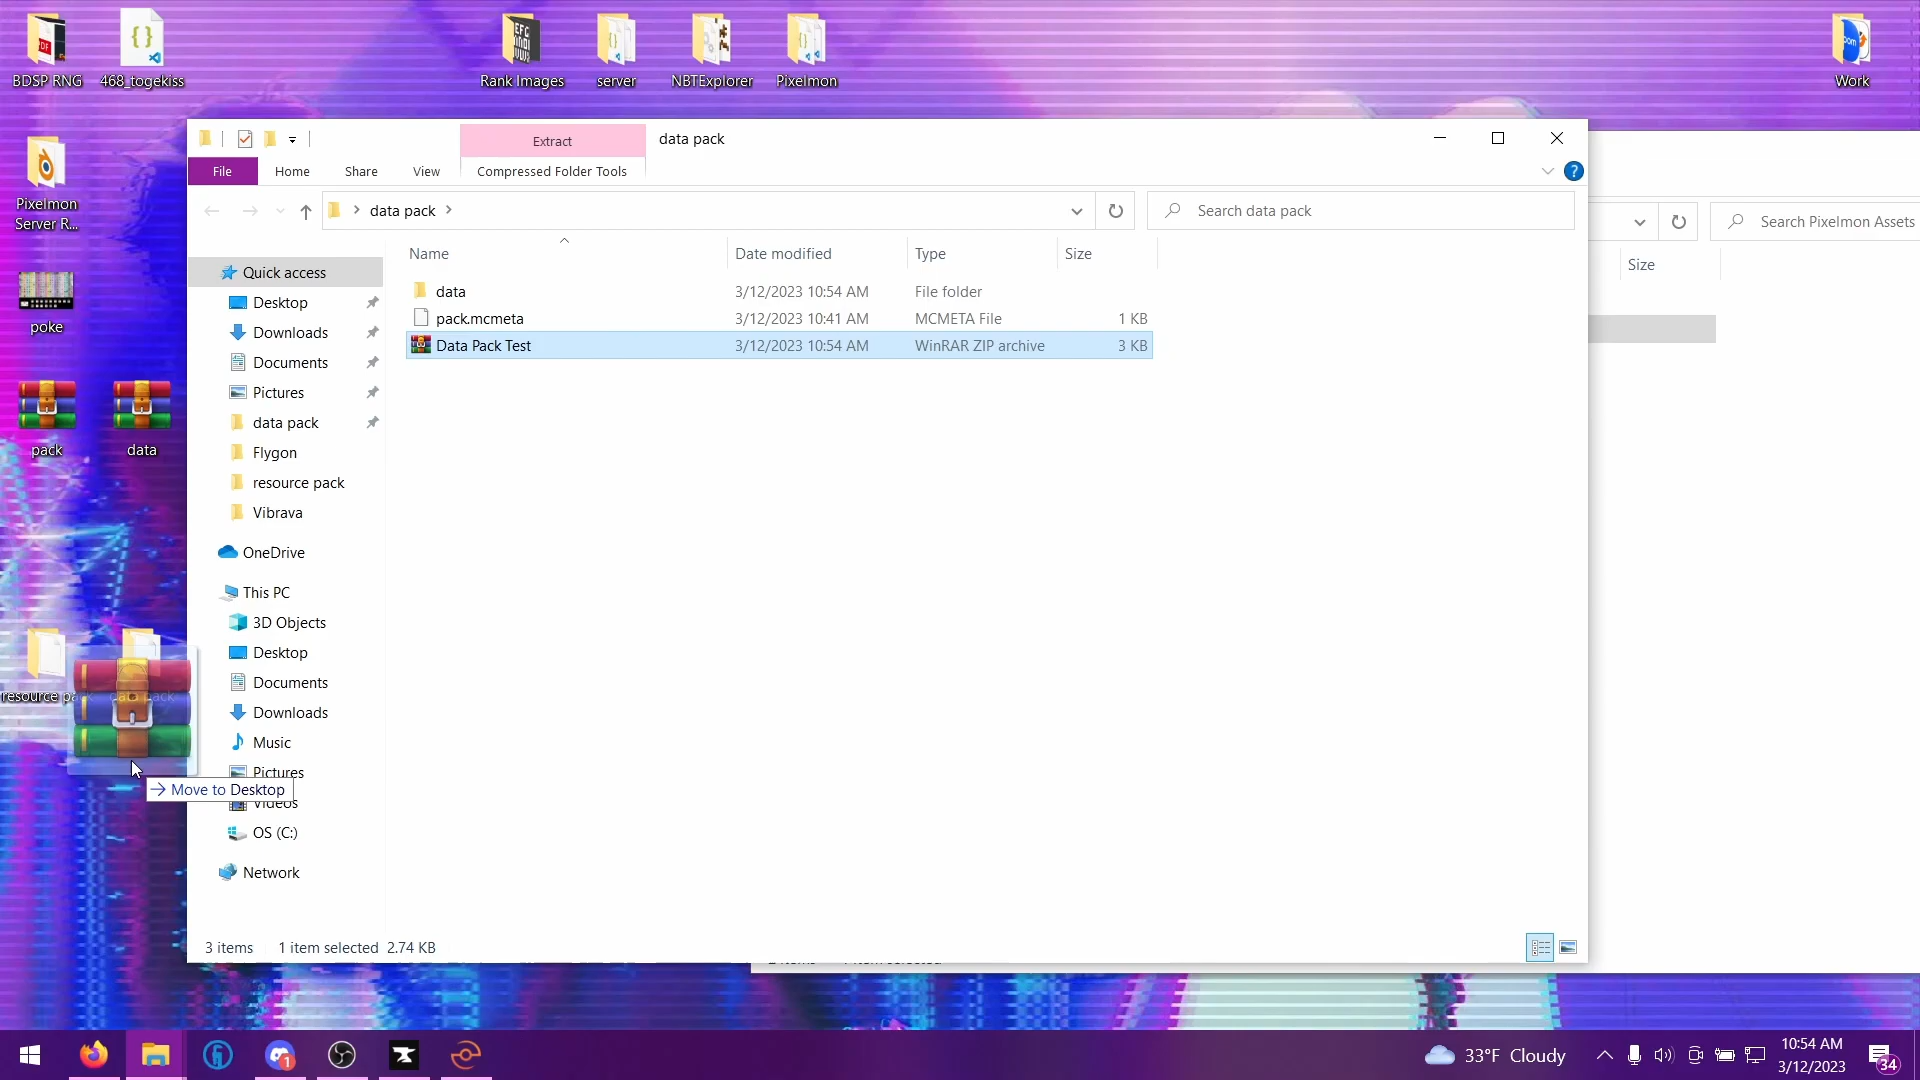 BDSP RNG
468_togekiss
Rank Images
server
NBTExplorer
Pixelmon
Work
Pixelmon
Server R...
poke
pack
data
resource pack
data pack
Extract
data pack
File
Home
Share
View
Compressed Folder Tools
?
data pack
Search data pack
Search Pixelmon Assets
Name
Date modified
Type
Size
Size
data
3/12/2023 10:54 AM
File folder
pack.mcmeta
3/12/2023 10:41 AM
MCMETA File
1 KB
Data Pack Test
3/12/2023 10:54 AM
WinRAR ZIP archive
3 KB
Quick access
Desktop
Downloads
Documents
Pictures
data pack
Flygon
resource pack
Vibrava
OneDrive
This PC
3D Objects
Desktop
Documents
Downloads
Music
Pictures
Move to Desktop
Videos
OS (C:)
Network
3 items
1 item selected
2.74 KB
33°F Cloudy
10:54 AM
3/12/2023
34
1